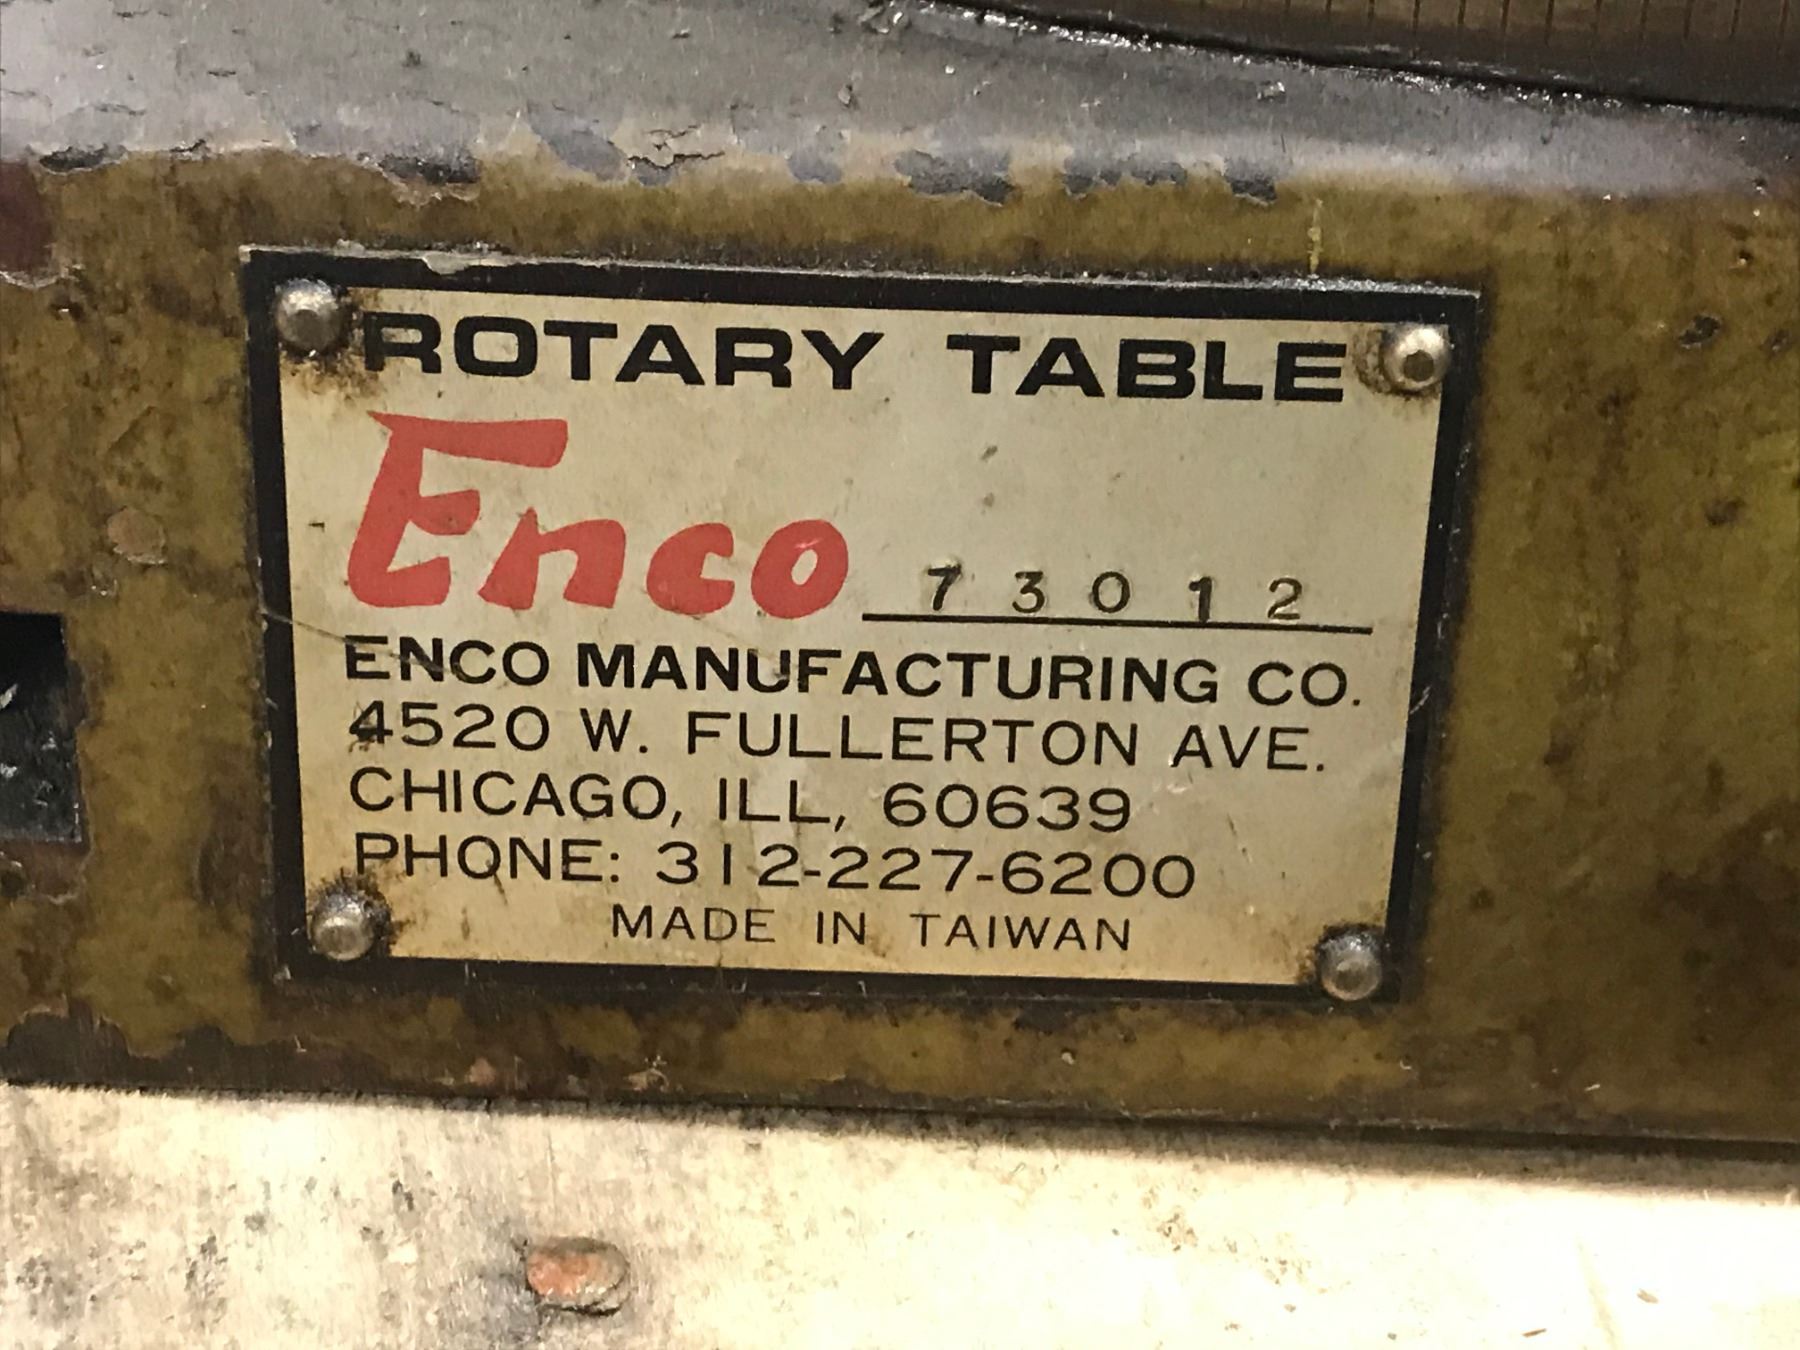 ROTARY TABLE
Enco 73012
ENCO MANUFACTURING CO.
4520 W. FULLERTON AVE.
CHICAGO, ILL, 60639
PHONE: 312-227-6200
MADE IN TAIWAN